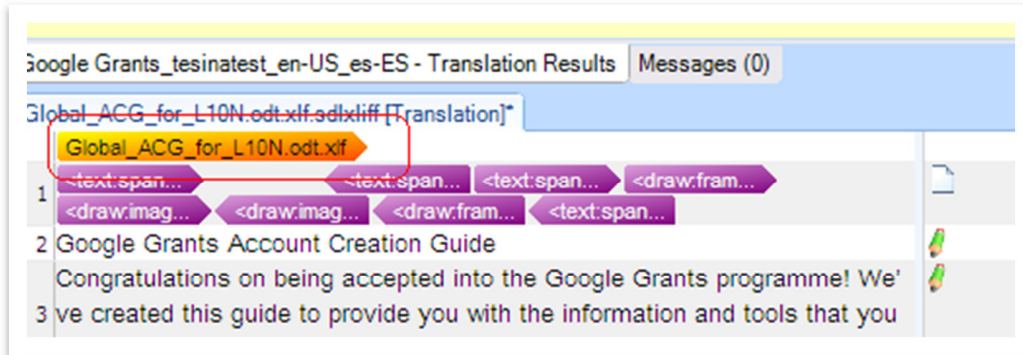 Google Grants_tesinatest_en-US_es-ES - Translation Results Messages (0)
Global_ACG_for_L10N.odt.xlf.sdlxliff [Translation]*
Global_ACG_for_L10N.odt.xlf
1 <text:span... <text:span... <text:span... <draw:fram...
<draw:imag... <draw:imag... <draw:fram... <text:span...
2 Google Grants Account Creation Guide
Congratulations on being accepted into the Google Grants programme! We'
3 ve created this guide to provide you with the information and tools that you